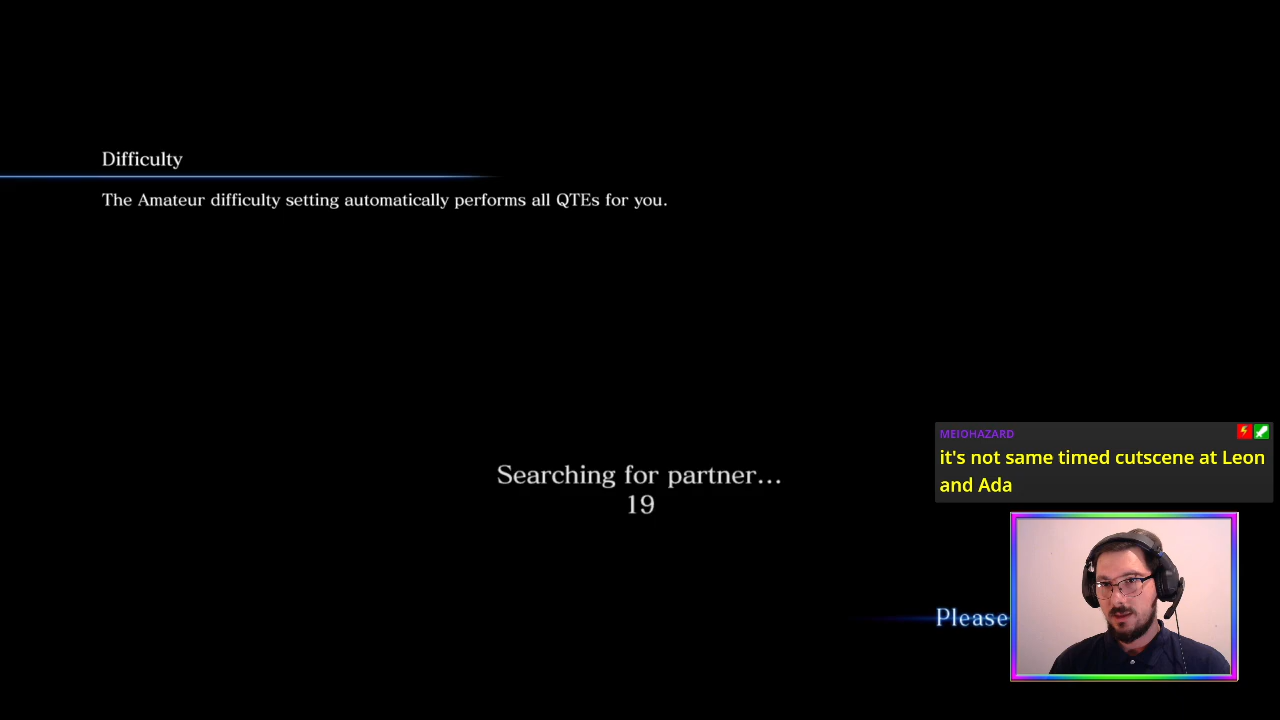 Difficulty
The Amateur difficulty setting automatically performs all QTEs for you.
MEIOHAZARD
it's not same timed cutscene at Leon
and Ada
Searching for partner...
19
Please